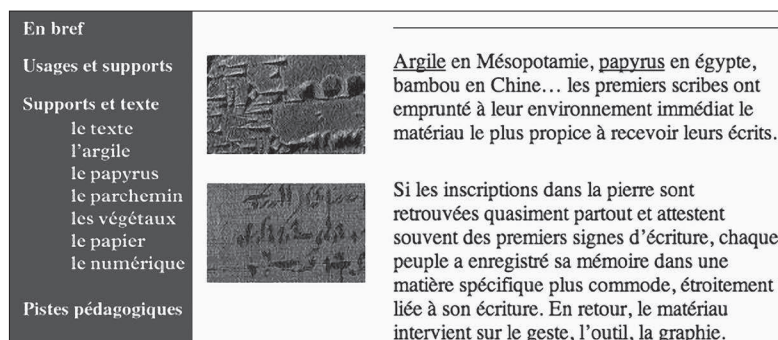 En bref
Usages et supports
Supports et texte
le texte
l'argile
le papyrus
le parchemin
les végétaux
le papier
le numérique
Pistes pédagogiques
Argile en Mésopotamie, papyrus en égypte,
bambou en Chine… les premiers scribes ont
emprunté à leur environnement immédiat le
matériau le plus propice à recevoir leurs écrits.
Si les inscriptions dans la pierre sont
retrouvées quasiment partout et attestent
souvent des premiers signes d'écriture, chaque
peuple a enregistré sa mémoire dans une
matière spécifique plus commode, étroitement
liée à son écriture. En retour, le matériau
intervient sur le geste, l'outil, la graphie.